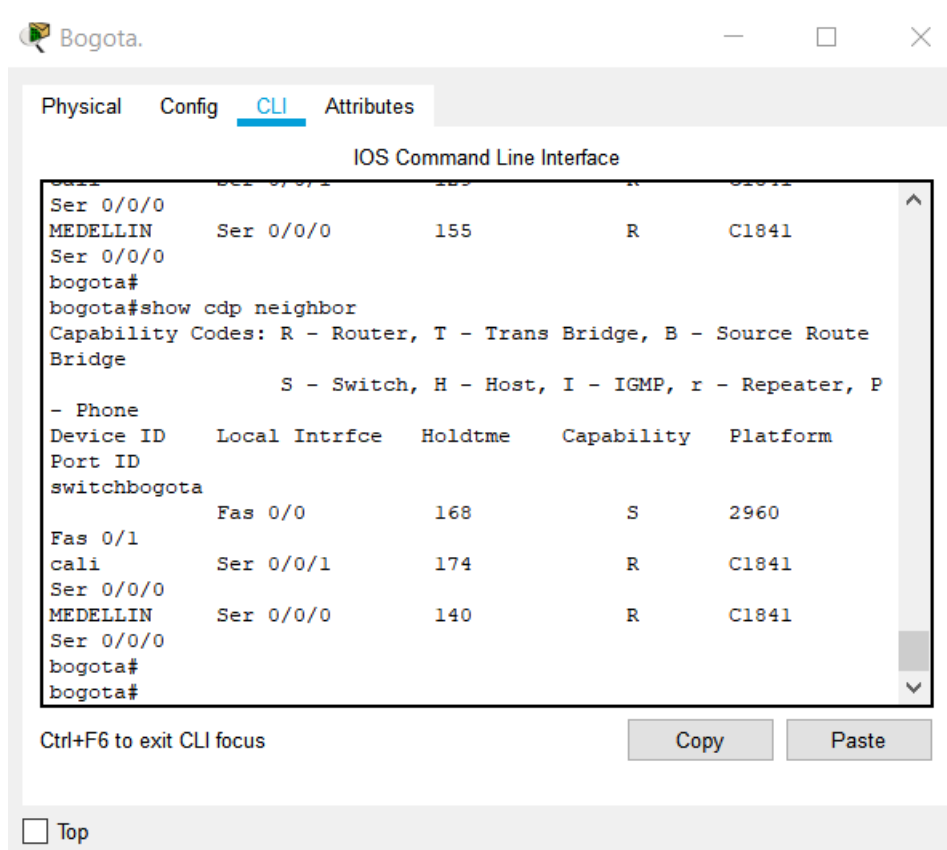 Bogota.
Physical Config CLI Attributes
IOS Command Line Interface
Ser 0/0/0
MEDELLIN Ser 0/0/0 155 R C1841
Ser 0/0/0
bogota#
bogota#show cdp neighbor
Capability Codes: R - Router, T - Trans Bridge, B - Source Route
Bridge
S - Switch, H - Host, I - IGMP, r - Repeater, P
- Phone
Device ID Local Intrfce Holdtme Capability Platform
Port ID
switchbogota
Fas 0/0 168 S 2960
Fas 0/1
cali Ser 0/0/1 174 R C1841
Ser 0/0/0
MEDELLIN Ser 0/0/0 140 R C1841
Ser 0/0/0
bogota#
bogota#
Ctrl+F6 to exit CLI focus
Copy Paste
Top